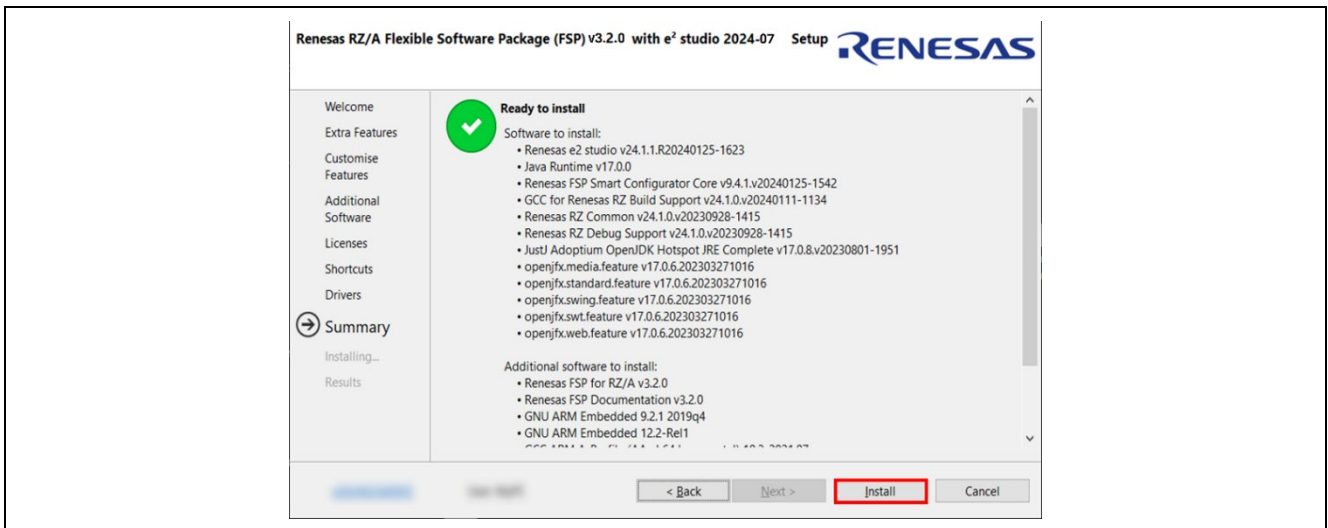 Renesas RZ/A Flexible Software Package (FSP) v3.2.0 with e² studio 2024-07 Setup
RENESAS
Welcome
Extra Features
Customise
Features
Additional
Software
Licenses
Shortcuts
Drivers
Summary
Installing...
Results
Ready to install
Software to install:
• Renesas e2 studio v24.1.1.R20240125-1623
• Java Runtime v17.0.0
• Renesas FSP Smart Configurator Core v9.4.1.v20240125-1542
• GCC for Renesas RZ Build Support v24.1.0.v20240111-1134
• Renesas RZ Common v24.1.0.v20230928-1415
• Renesas RZ Debug Support v24.1.0.v20230928-1415
• JustJ Adoptium OpenJDK Hotspot JRE Complete v17.0.8.v20230801-1951
• openjfx.media.feature v17.0.6.202303271016
• openjfx.standard.feature v17.0.6.202303271016
• openjfx.swing.feature v17.0.6.202303271016
• openjfx.swt.feature v17.0.6.202303271016
• openjfx.web.feature v17.0.6.202303271016
Additional software to install:
• Renesas FSP for RZ/A v3.2.0
• Renesas FSP Documentation v3.2.0
• GNU ARM Embedded 9.2.1 2019q4
• GNU ARM Embedded 12.2-Rel1
< Back
Next >
Install
Cancel